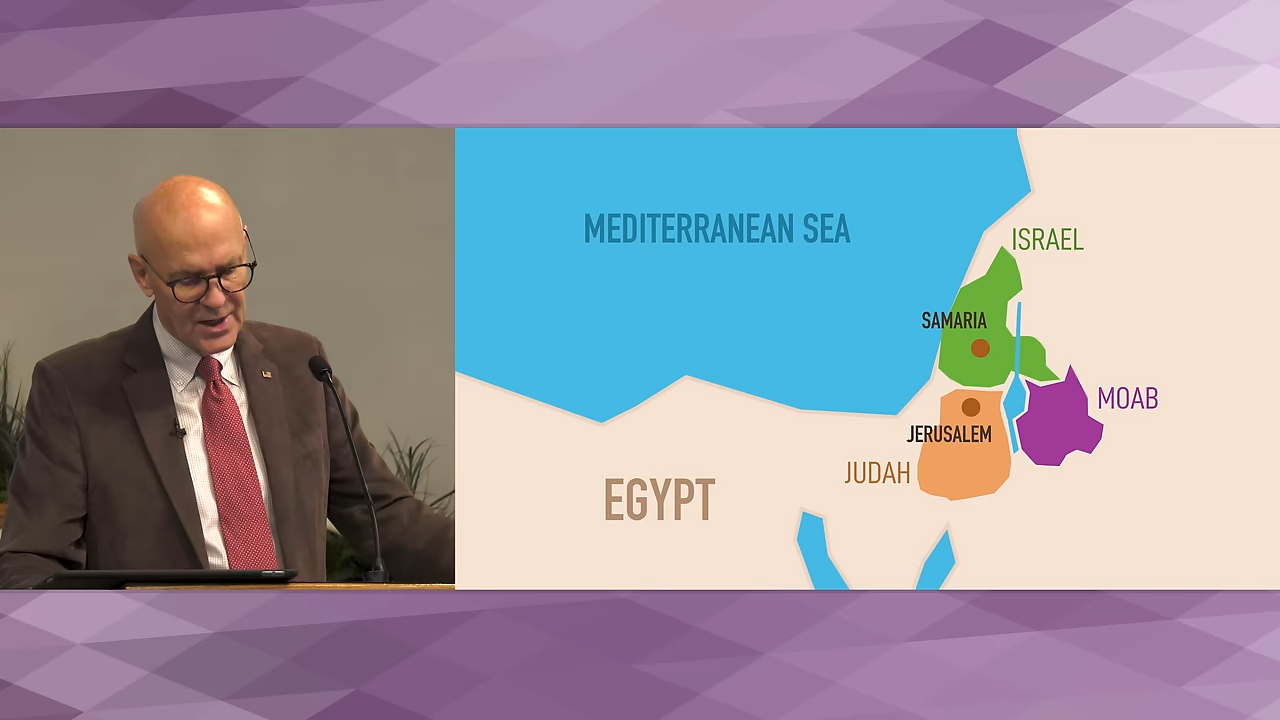 MEDITERRANEAN SEA
ISRAEL
SAMARIA
MOAB
JERUSALEM
JUDAH
EGYPT